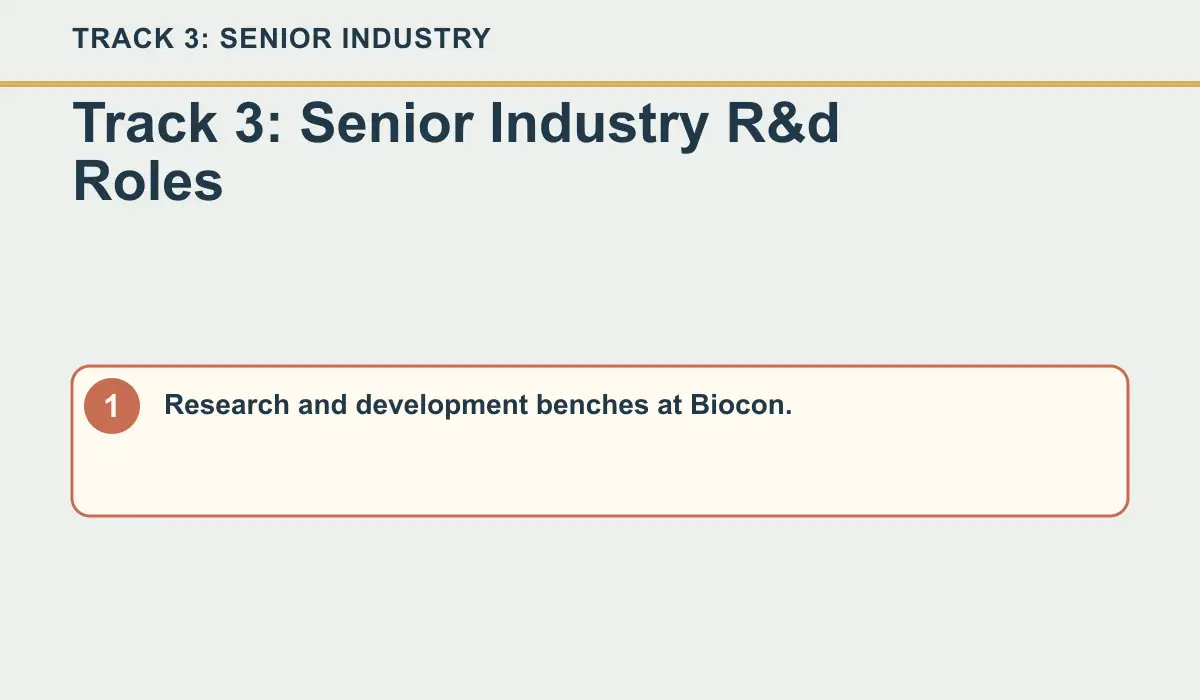 TRACK 3: SENIOR INDUSTRY
Track 3: Senior Industry R&d
Roles
1 Research and development benches at Biocon.